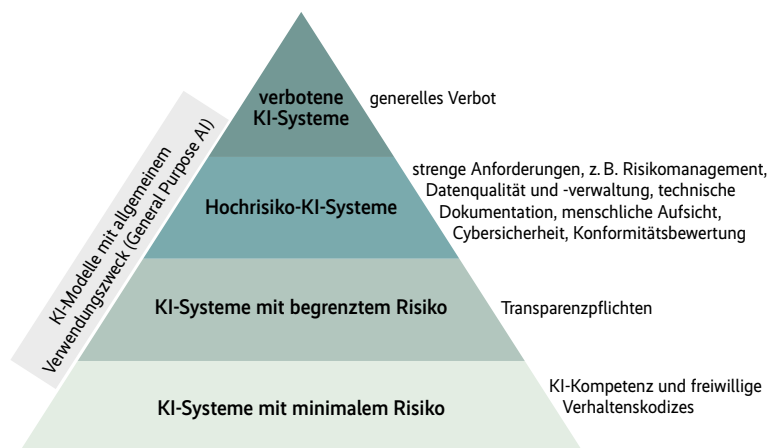 verbotene
KI-Systeme
generelles Verbot
KI-Modelle mit allgemeinem
Verwendungszweck (General Purpose AI)
Hochrisiko-KI-Systeme
strenge Anforderungen, z. B. Risikomanagement,
Datenqualität und -verwaltung, technische
Dokumentation, menschliche Aufsicht,
Cybersicherheit, Konformitätsbewertung
KI-Systeme mit begrenztem Risiko
Transparenzpflichten
KI-Systeme mit minimalem Risiko
KI-Kompetenz und freiwillige
Verhaltenskodizes